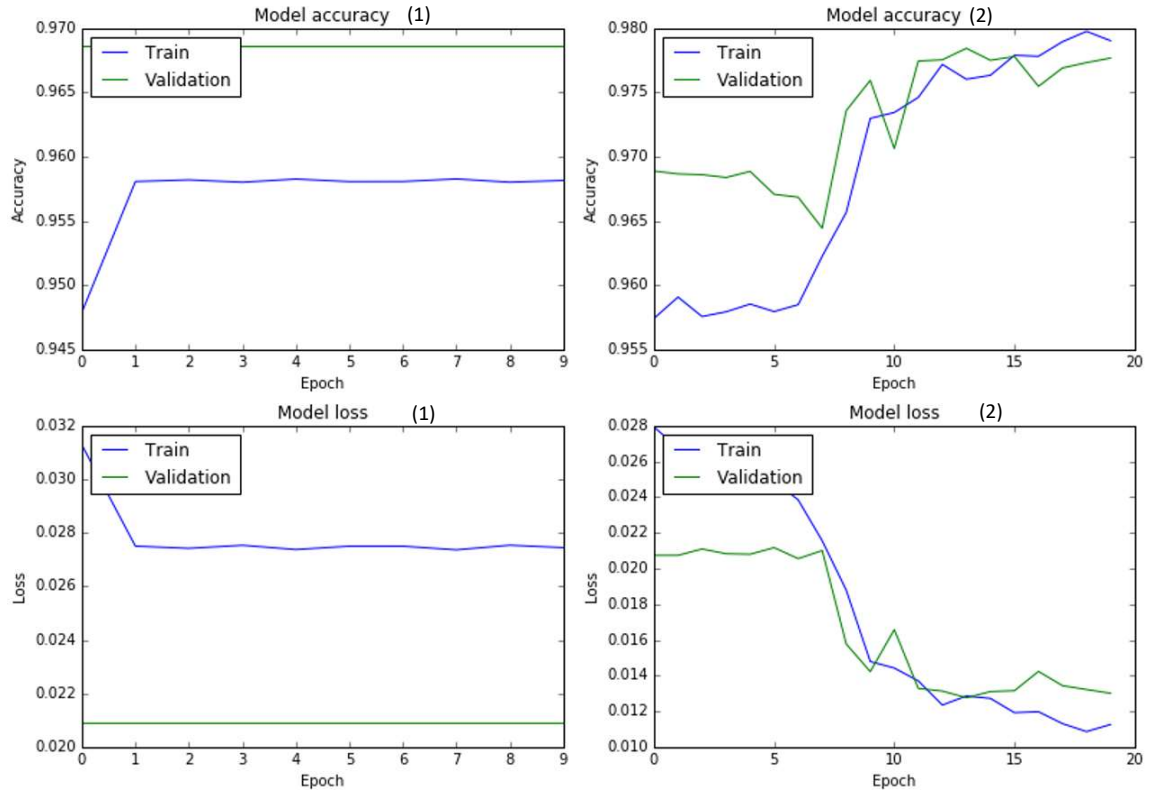 Model accuracy (1)
0.970
0.965
0.960
0.955
0.950
0.945
Accuracy
Train
Validation
0 1 2 3 4 5 6 7 8 9
Epoch
Model accuracy (2)
0.980
0.975
0.970
0.965
0.960
0.955
Accuracy
Train
Validation
0 5 10 15 20
Epoch
Model loss (1)
0.032
0.030
0.028
0.026
0.024
0.022
0.020
Loss
Train
Validation
0 1 2 3 4 5 6 7 8 9
Epoch
Model loss (2)
0.028
0.026
0.024
0.022
0.020
0.018
0.016
0.014
0.012
0.010
Loss
Train
Validation
0 5 10 15 20
Epoch